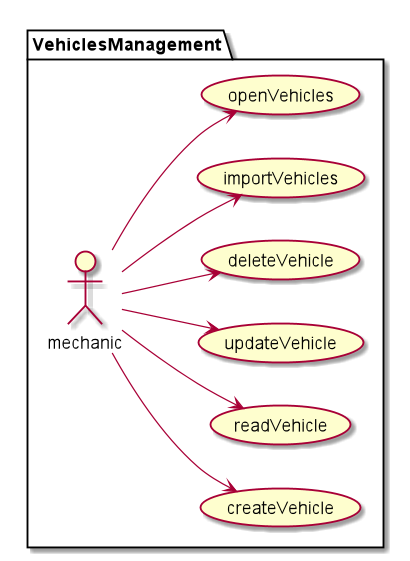 VehiclesManagement
openVehicles
importVehicles
deleteVehicle
mechanic
updateVehicle
readVehicle
createVehicle